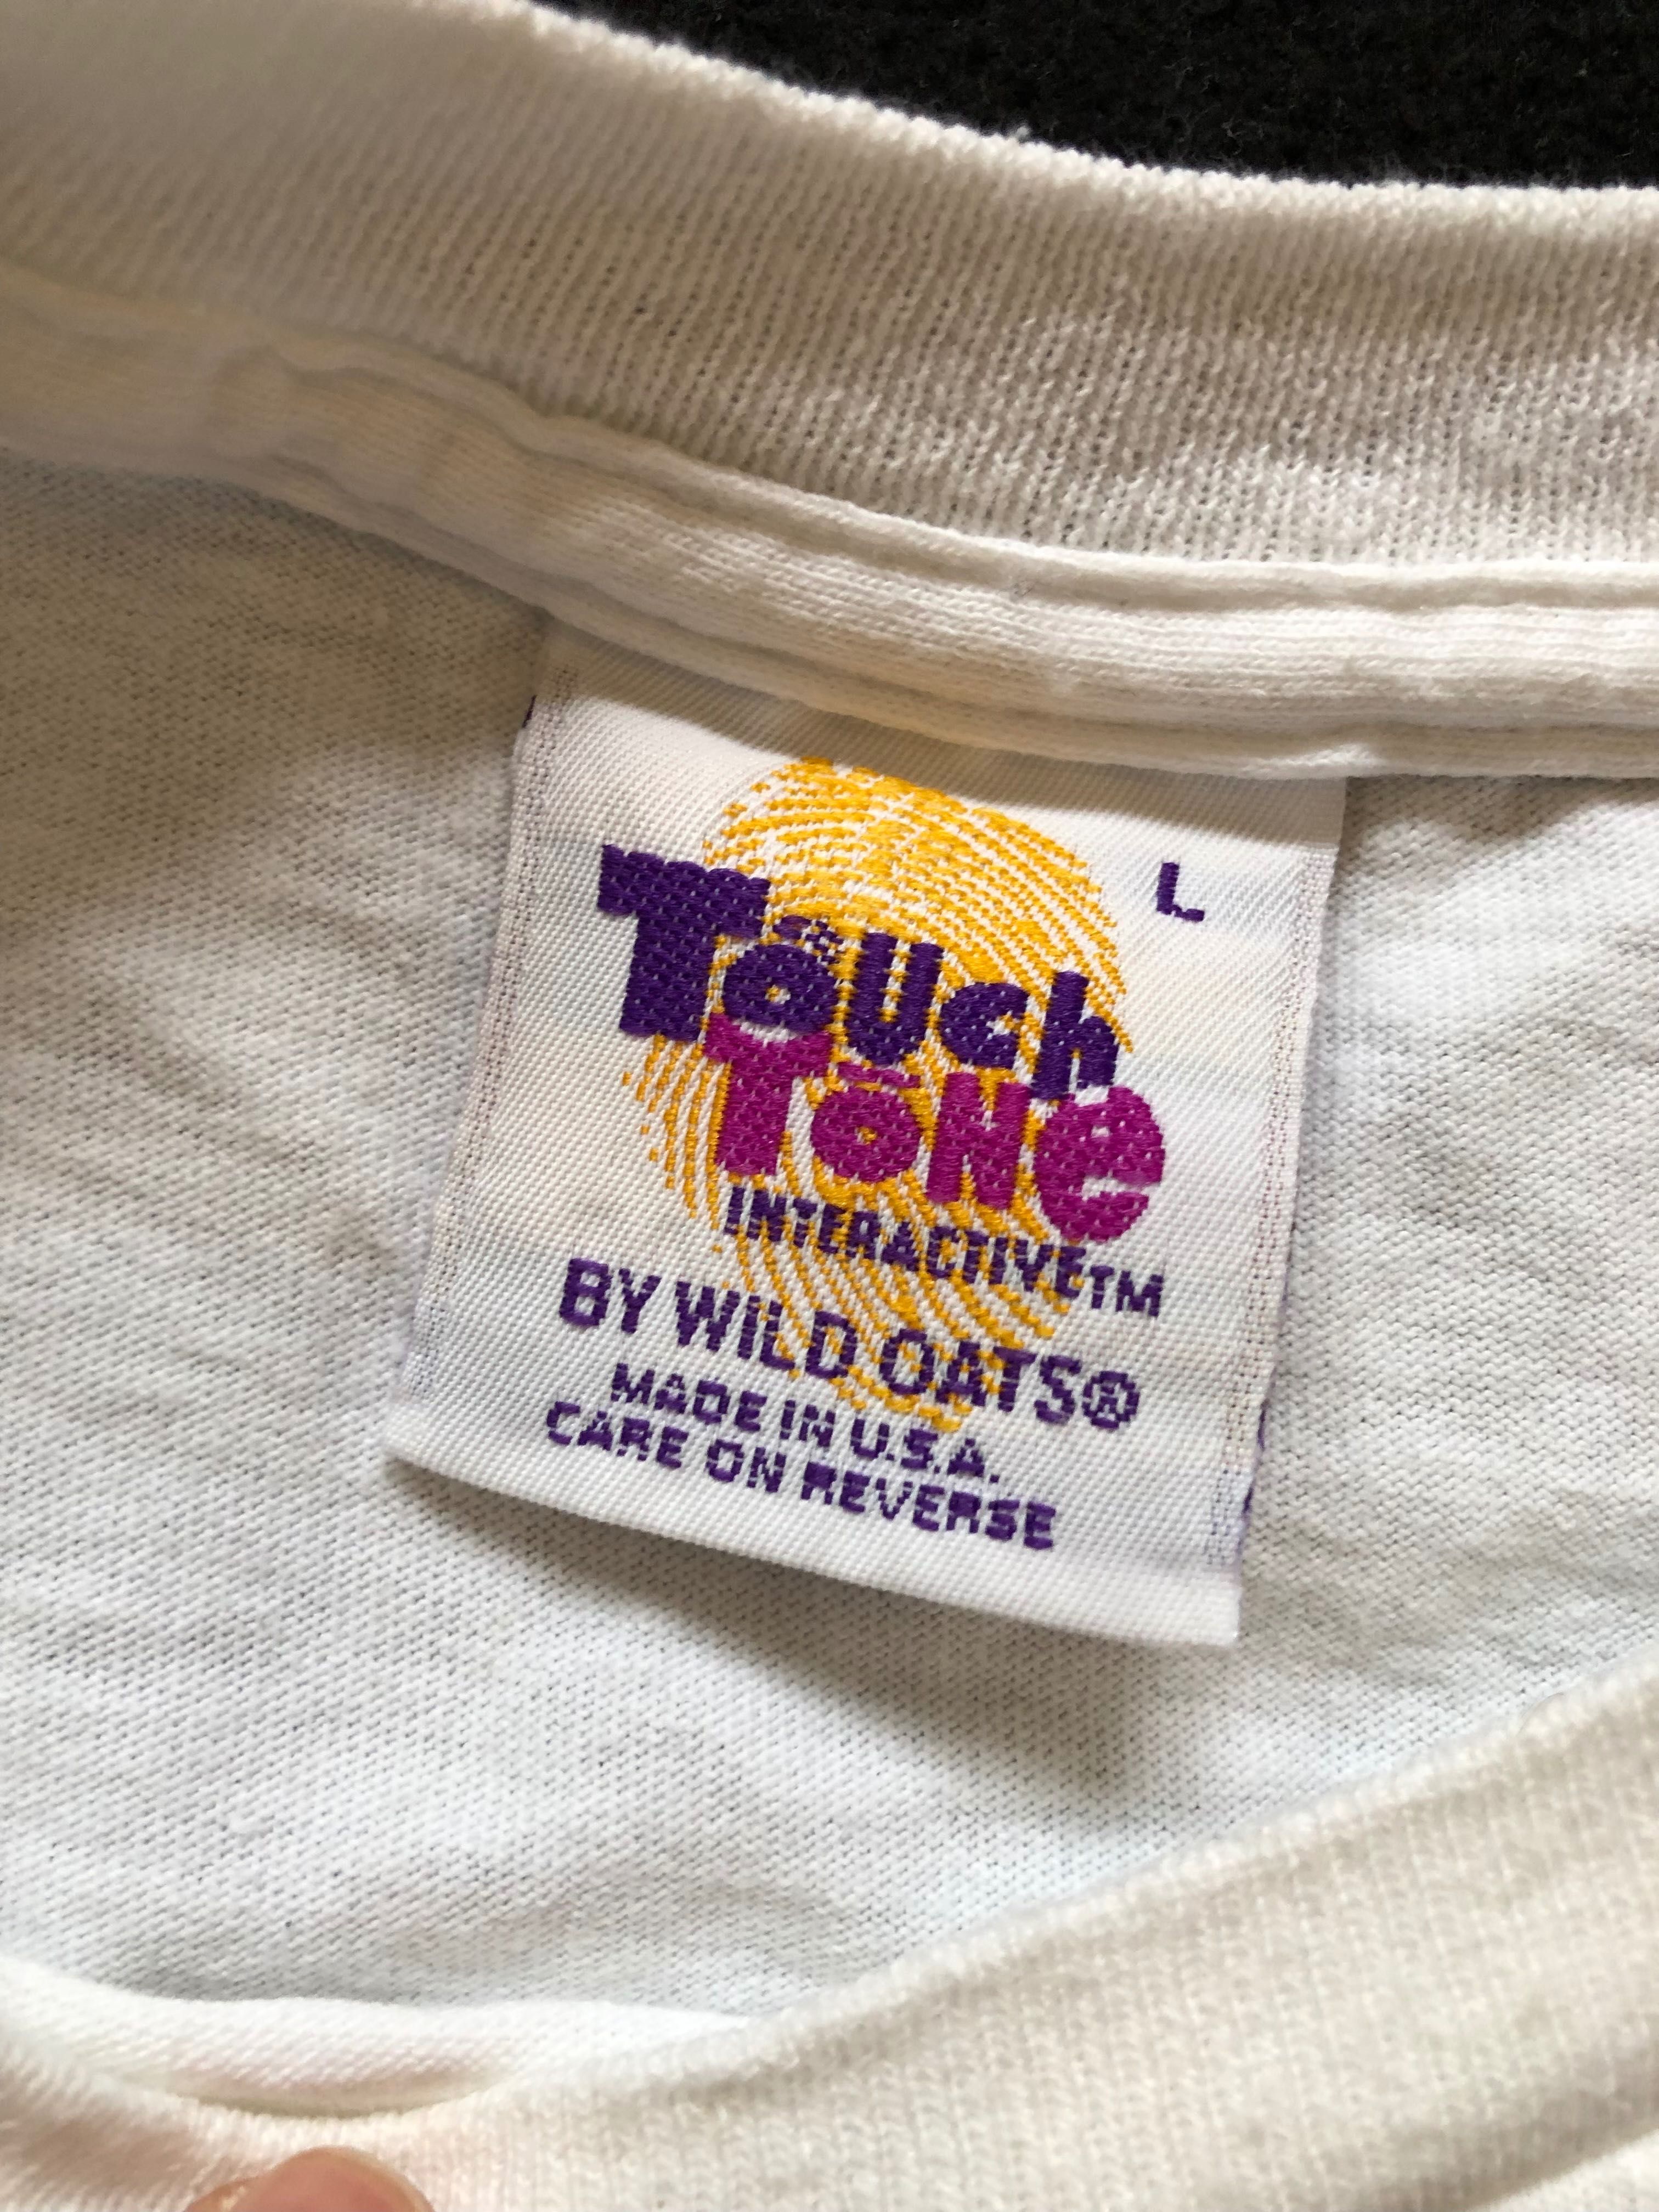 L
Touch
Tone
INTERACTIVE™
BY WILD OATS®
MADE IN U.S.A.
CARE ON REVERSE